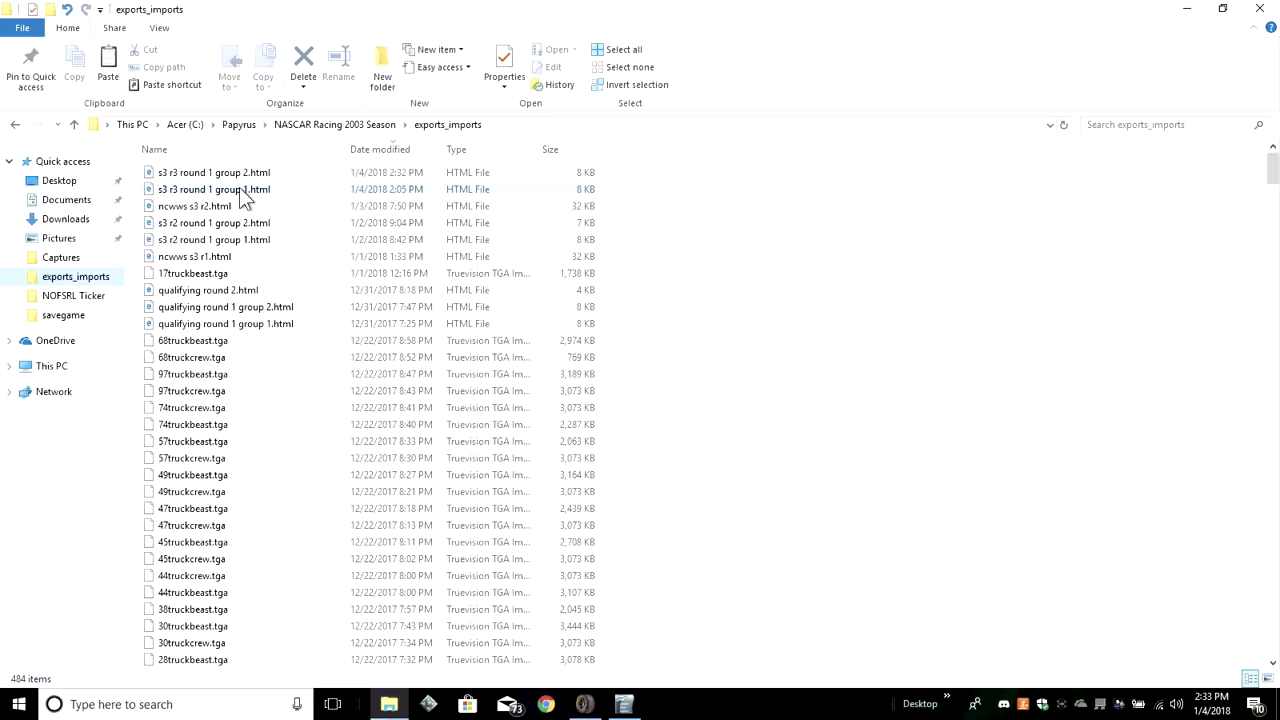 exports_imports
File Home Share View
Pin to Quick access
Copy
Paste
Cut
Copy path
Paste shortcut
Clipboard
Move to
Copy to
Delete
Rename
Organize
New folder
New item
Easy access
New
Properties
Open
Edit
History
Open
Select all
Select none
Invert selection
Select
This PC > Acer (C:) > Papyrus > NASCAR Racing 2003 Season > exports_imports
Search exports_imports
Quick access
Desktop
Documents
Downloads
Pictures
Captures
exports_imports
NOFSRL Ticker
savegame
OneDrive
This PC
Network
Name Date modified Type Size
s3 r3 round 1 group 2.html 1/4/2018 2:32 PM HTML File 8 KB
s3 r3 round 1 group 1.html 1/4/2018 2:05 PM HTML File 8 KB
ncwws s3 r2.html 1/3/2018 7:50 PM HTML File 32 KB
s3 r2 round 1 group 2.html 1/2/2018 9:04 PM HTML File 7 KB
s3 r2 round 1 group 1.html 1/2/2018 8:42 PM HTML File 8 KB
ncwws s3 r1.html 1/1/2018 1:33 PM HTML File 32 KB
17truckbeast.tga 1/1/2018 12:16 PM Truevision TGA Im... 1,738 KB
qualifying round 2.html 12/31/2017 8:18 PM HTML File 4 KB
qualifying round 1 group 2.html 12/31/2017 7:47 PM HTML File 8 KB
qualifying round 1 group 1.html 12/31/2017 7:25 PM HTML File 8 KB
68truckbeast.tga 12/22/2017 8:58 PM Truevision TGA Im... 2,974 KB
68truckcrew.tga 12/22/2017 8:52 PM Truevision TGA Im... 769 KB
97truckbeast.tga 12/22/2017 8:47 PM Truevision TGA Im... 3,189 KB
97truckcrew.tga 12/22/2017 8:43 PM Truevision TGA Im... 3,073 KB
74truckcrew.tga 12/22/2017 8:41 PM Truevision TGA Im... 3,073 KB
74truckbeast.tga 12/22/2017 8:40 PM Truevision TGA Im... 2,287 KB
57truckbeast.tga 12/22/2017 8:33 PM Truevision TGA Im... 2,063 KB
57truckcrew.tga 12/22/2017 8:30 PM Truevision TGA Im... 3,073 KB
49truckbeast.tga 12/22/2017 8:27 PM Truevision TGA Im... 3,164 KB
49truckcrew.tga 12/22/2017 8:21 PM Truevision TGA Im... 3,073 KB
47truckbeast.tga 12/22/2017 8:18 PM Truevision TGA Im... 2,439 KB
47truckcrew.tga 12/22/2017 8:13 PM Truevision TGA Im... 3,073 KB
45truckbeast.tga 12/22/2017 8:11 PM Truevision TGA Im... 2,708 KB
45truckcrew.tga 12/22/2017 8:02 PM Truevision TGA Im... 3,073 KB
44truckcrew.tga 12/22/2017 8:00 PM Truevision TGA Im... 3,073 KB
44truckbeast.tga 12/22/2017 8:00 PM Truevision TGA Im... 3,107 KB
38truckbeast.tga 12/22/2017 7:57 PM Truevision TGA Im... 2,045 KB
30truckbeast.tga 12/22/2017 7:43 PM Truevision TGA Im... 3,444 KB
30truckcrew.tga 12/22/2017 7:34 PM Truevision TGA Im... 3,073 KB
28truckbeast.tga 12/22/2017 7:32 PM Truevision TGA Im... 3,078 KB
484 items
Type here to search
73
Desktop
2:33 PM
1/4/2018
10